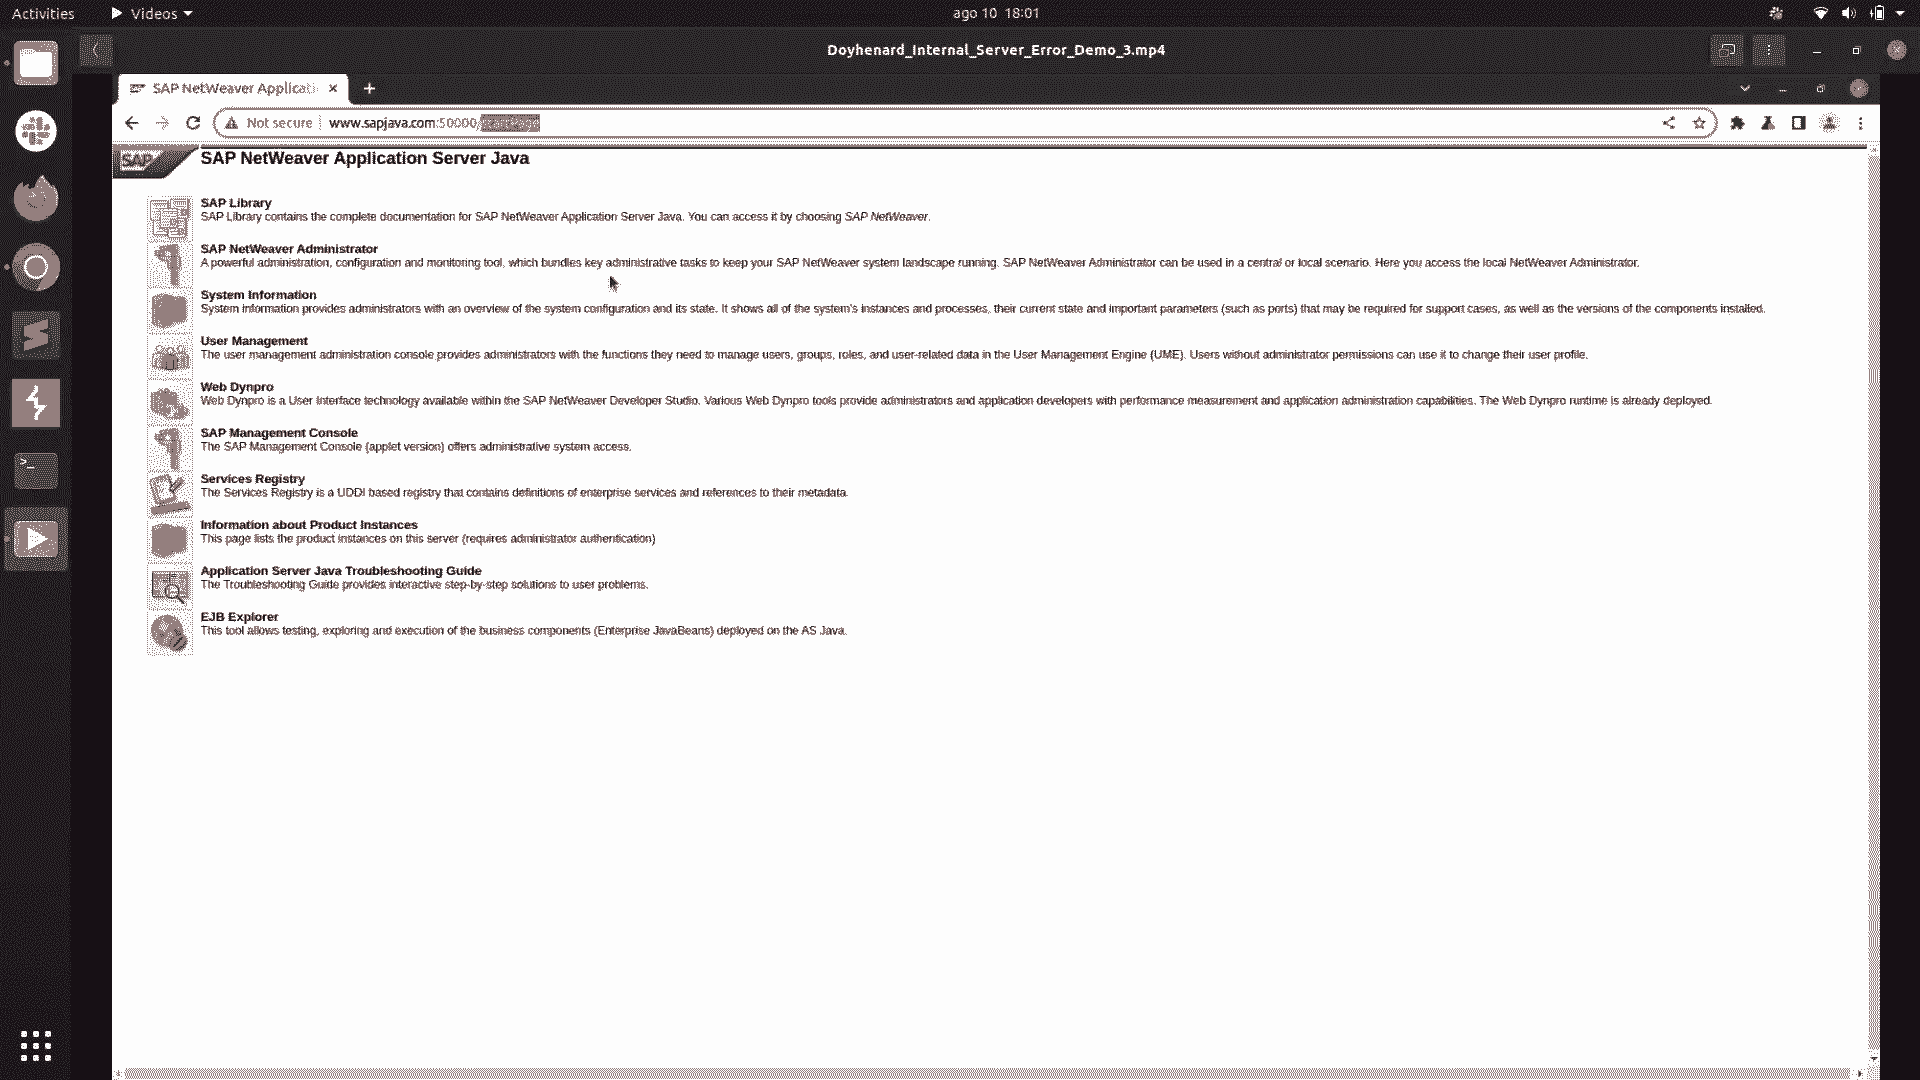 Activities
Videos
ago 10 18:01
Doyhenard_Internal_Server_Error_Demo_3.mp4
SAP NetWeaver Applicati
Not secure
www.sapjava.com:50000/
SAP
SAP NetWeaver Application Server Java
SAP Library
SAP Library contains the complete documentation for SAP NetWeaver Application Server Java. You can access it by choosing SAP NetWeaver.
SAP NetWeaver Administrator
A powerful administration, configuration and monitoring tool, which bundles key administrative tasks to keep your SAP NetWeaver system landscape running. SAP NetWeaver Administrator can be used in a central or local scenario. Here you access the local NetWeaver Administrator.
System Information
System information provides administrators with an overview of the system configuration and its state. It shows all of the system's instances and processes, their current state and important parameters (such as ports) that may be required for support cases, as well as the versions of the components installed.
User Management
The user management administration console provides administrators with the functions they need to manage users, groups, roles, and user-related data in the User Management Engine (UME). Users without administrator permissions can use it to change their user profile.
Web Dynpro
Web Dynpro is a User Interface technology available within the SAP NetWeaver Developer Studio. Various Web Dynpro tools provide administrators and application developers with performance measurement and application administration capabilities. The Web Dynpro runtime is already deployed.
SAP Management Console
The SAP Management Console (applet version) offers administrative system access.
Services Registry
The Services Registry is a UDDI based registry that contains definitions of enterprise services and references to their metadata.
Information about Product Instances
This page lists the product instances on this server (requires administrator authentication)
Application Server Java Troubleshooting Guide
The Troubleshooting Guide provides interactive step-by-step solutions to user problems.
EJB Explorer
This tool allows testing, exploring and execution of the business components (Enterprise JavaBeans) deployed on the AS Java.